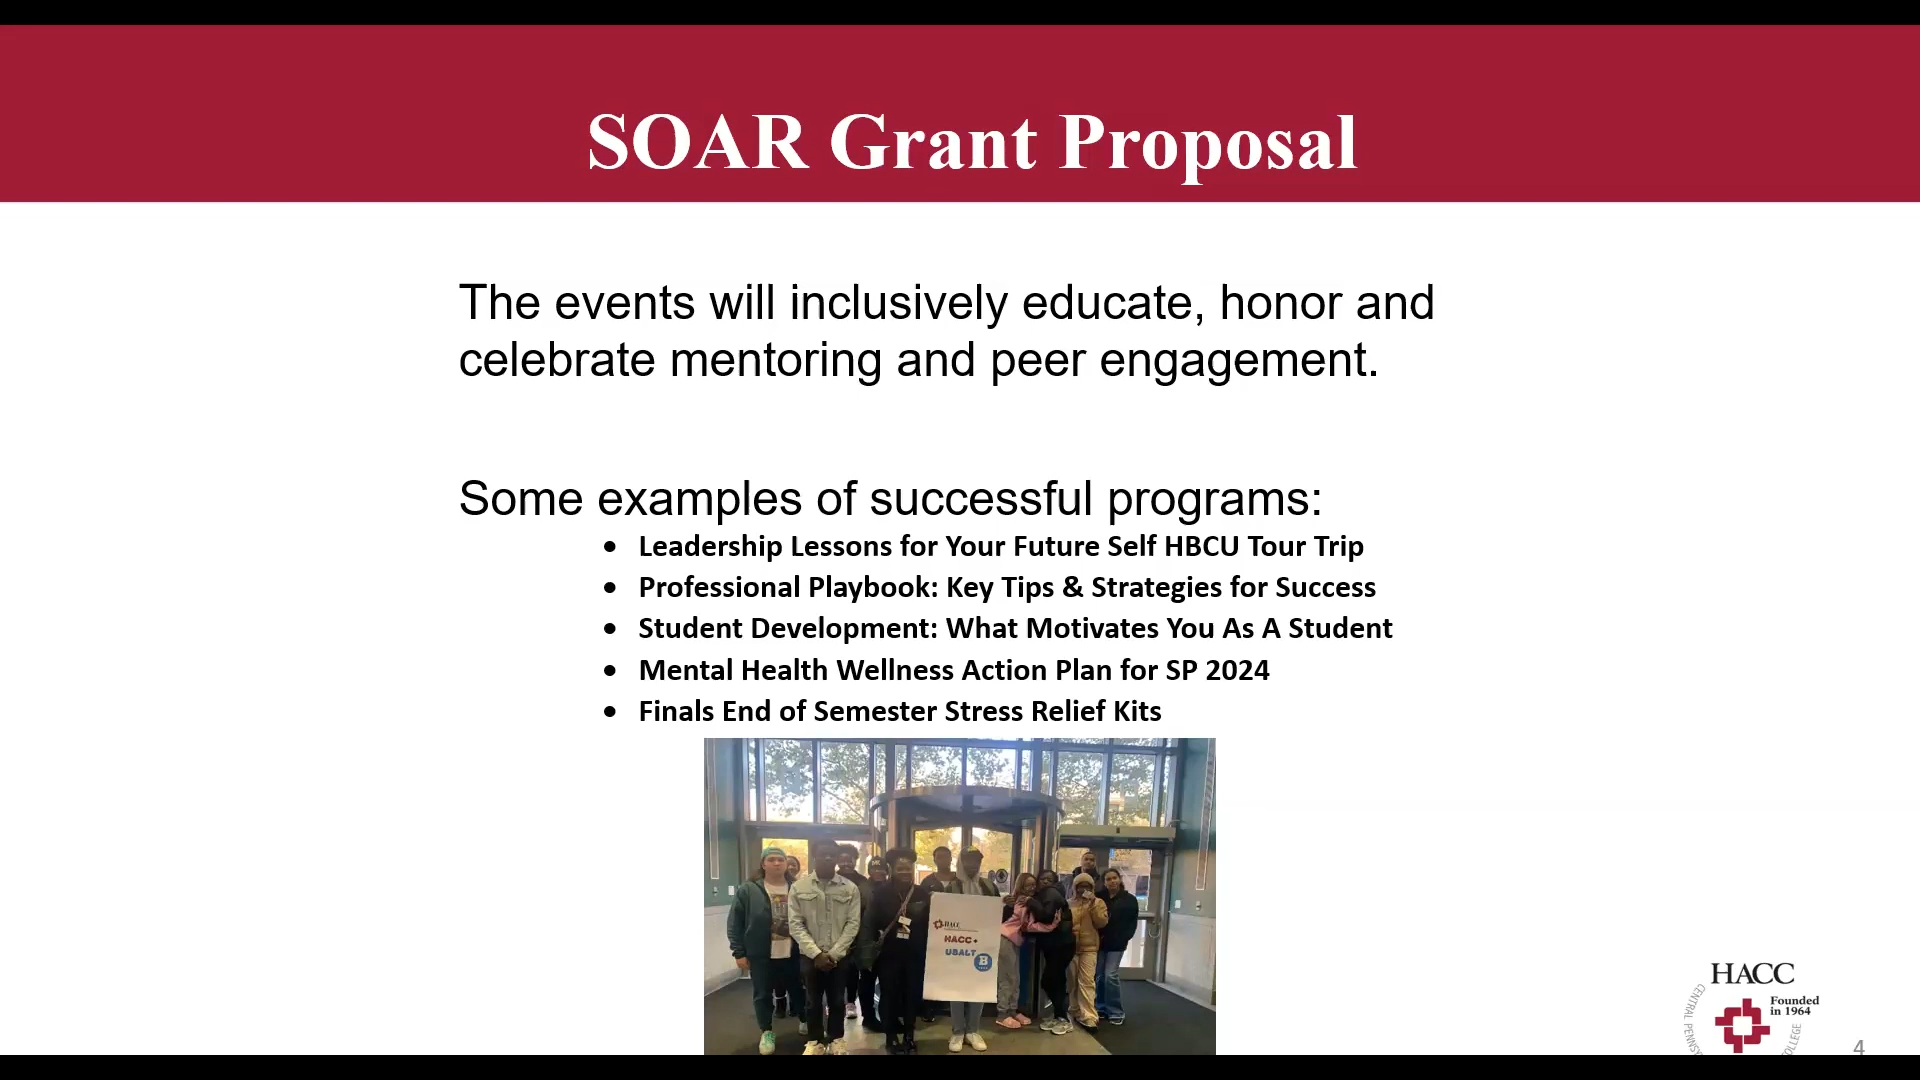 SOAR Grant Proposal
The events will inclusively educate, honor and
celebrate mentoring and peer engagement.
Some examples of successful programs:
• Leadership Lessons for Your Future Self HBCU Tour Trip
• Professional Playbook: Key Tips & Strategies for Success
• Student Development: What Motivates You As A Student
• Mental Health Wellness Action Plan for SP 2024
• Finals End of Semester Stress Relief Kits
HACC
HACC+
UBALT
B
HACC
Founded
in 1964
4